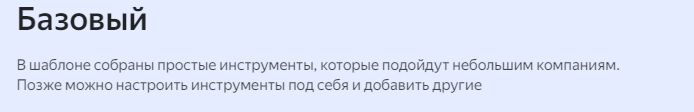 Базовый
В шаблоне собраны простые инструменты, которые подойдут небольшим компаниям.
Позже можно настроить инструменты под себя и добавить другие